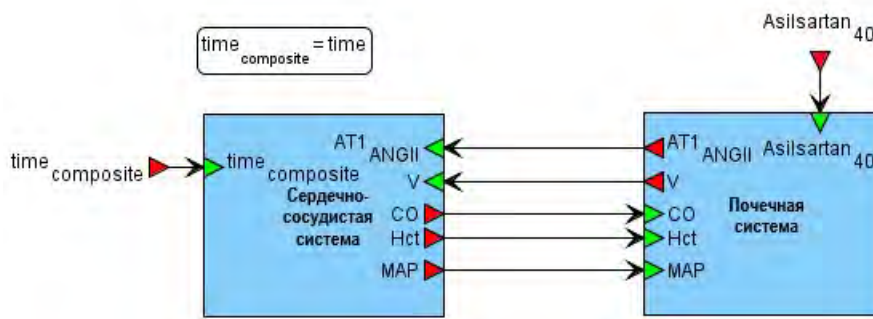 Asilsartan 40
time composite = time
AT1 ANGII
AT1 ANGII
Asilsartan 40
time composite
time composite
V
V
Сердечно-
сосудистая
система
CO
CO
Почечная
система
Hct
Hct
MAP
MAP